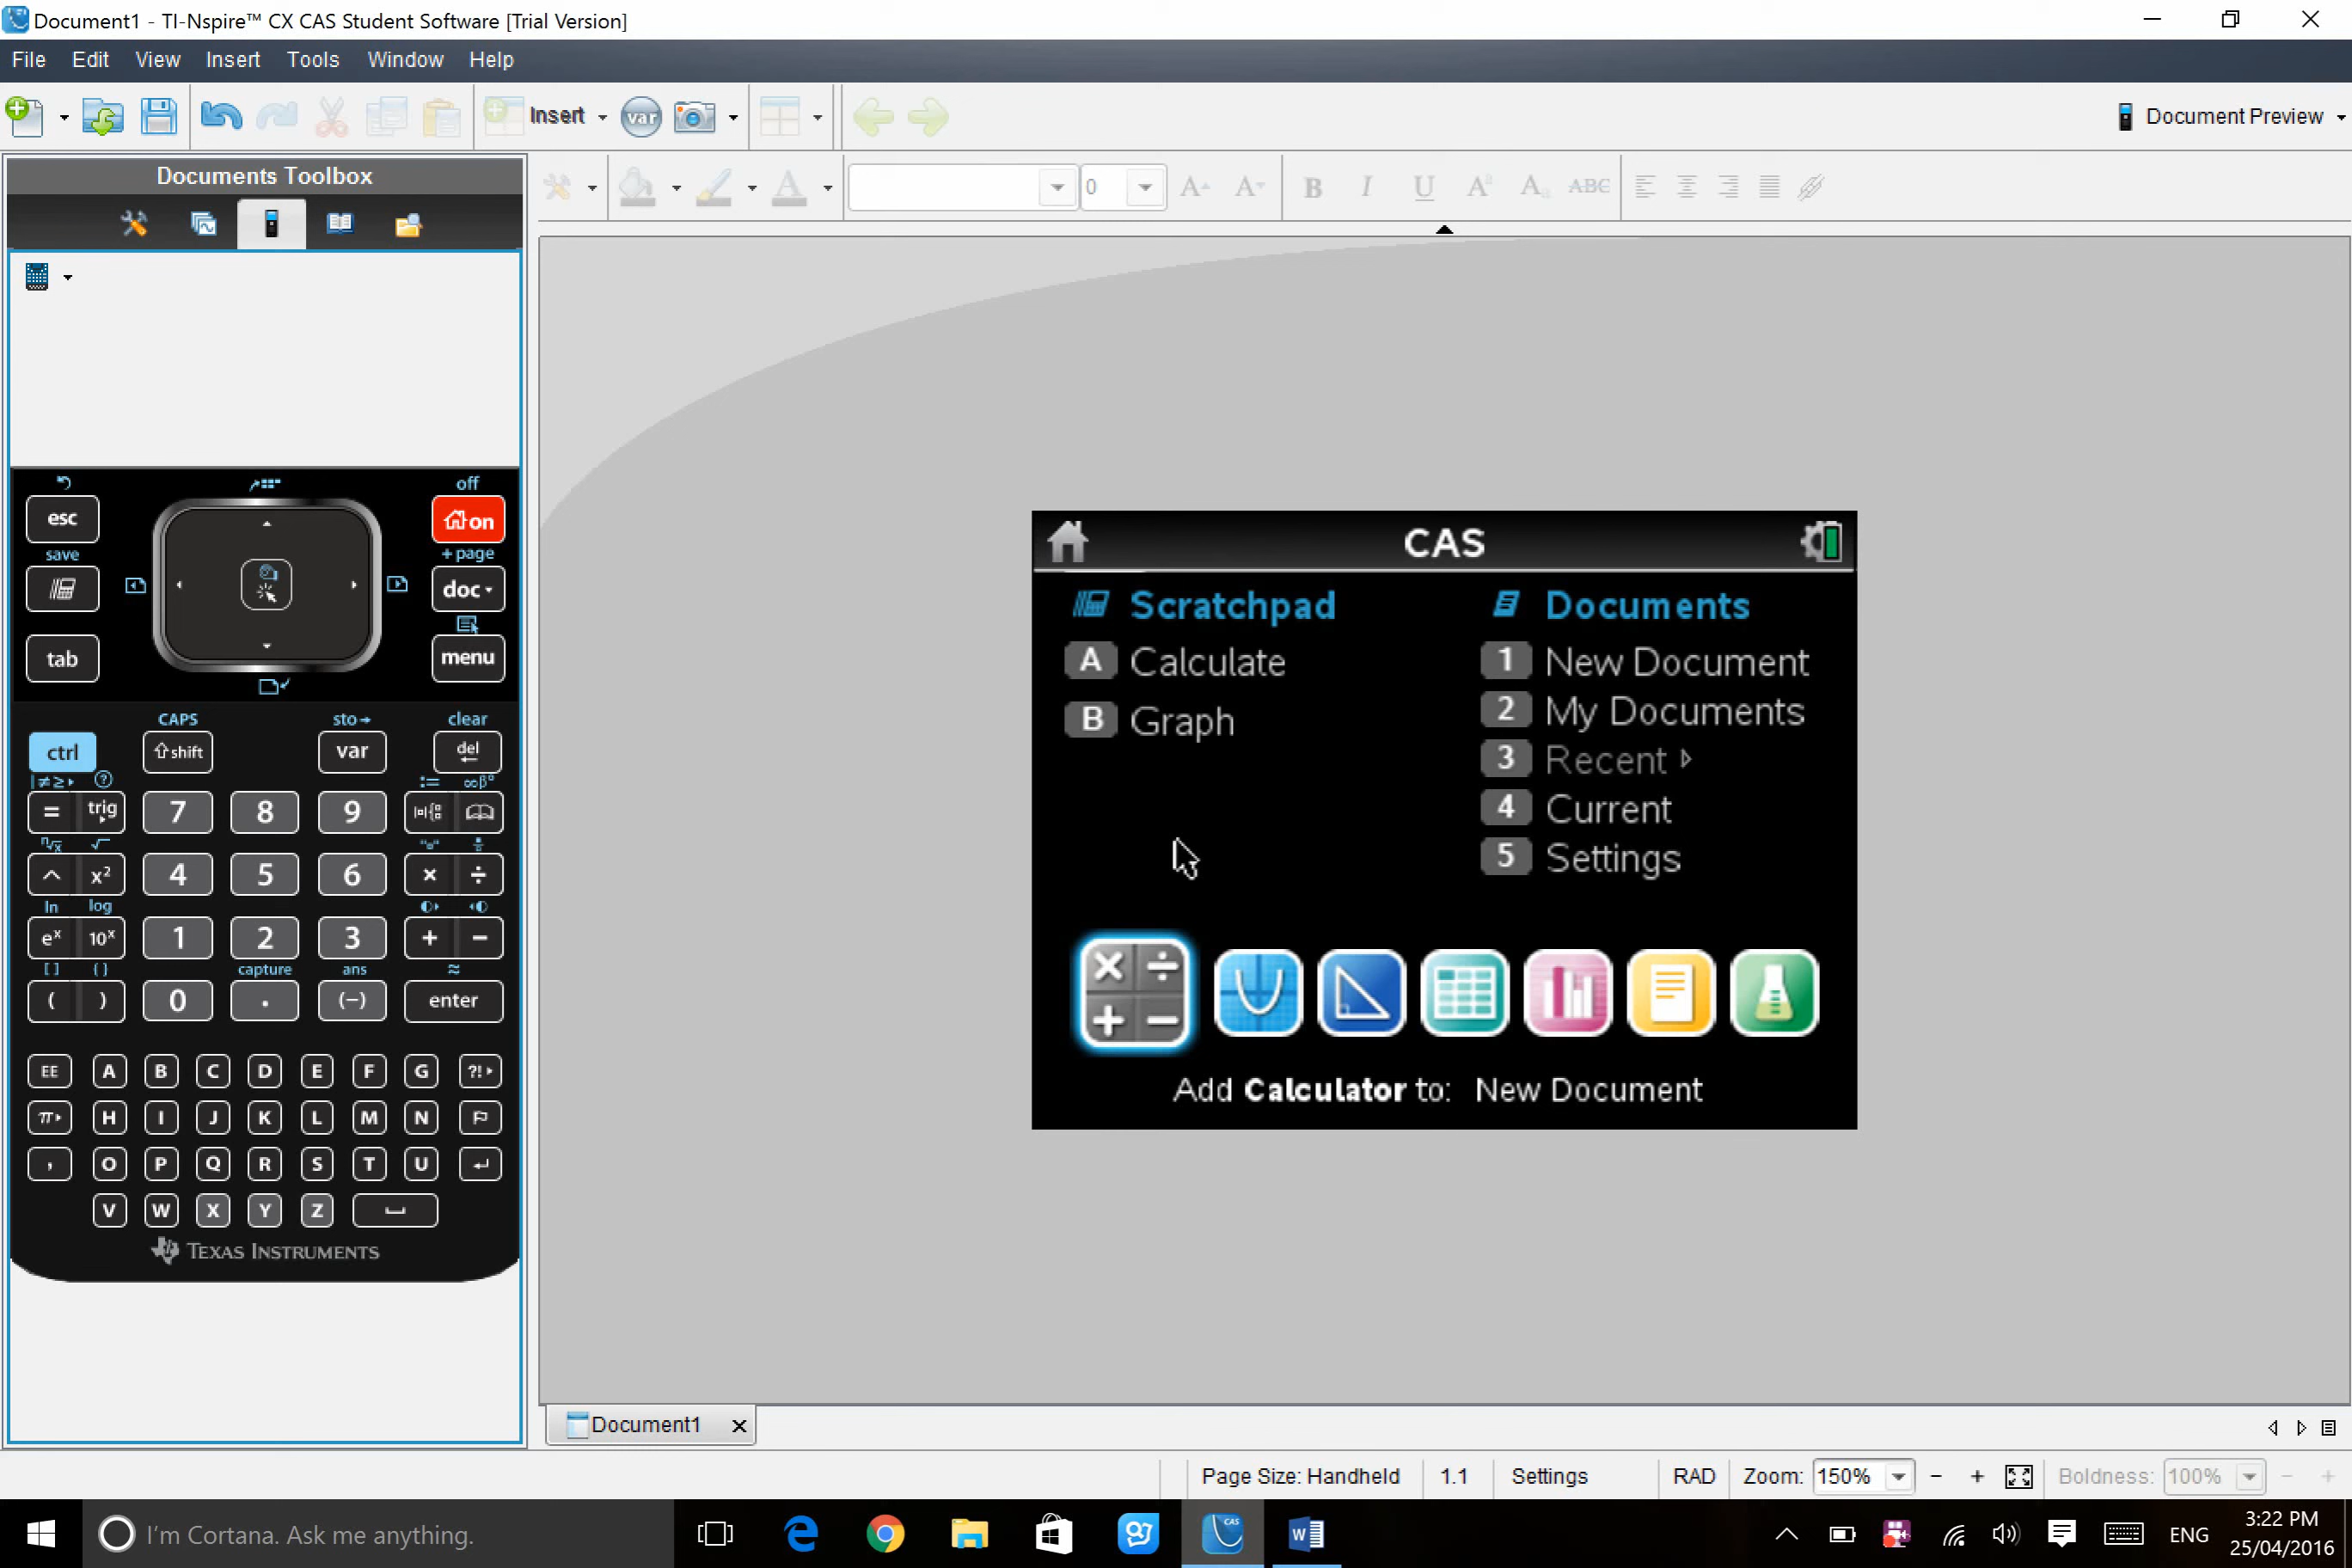 Document1 - TI-Nspire™ CX CAS Student Software [Trial Version]
File Edit View Insert Tools Window Help
Insert var Document Preview
Documents Toolbox
0 A A B I U A A ABC
off
esc on
save + page
doc
tab menu
CAPS sto→ clear
ctrl shift var del
|≠≥▸ ? := ∞β°
= trig 7 8 9
ⁿ√x √
^ x² 4 5 6 × ÷
ln log
eˣ 10ˣ 1 2 3 + −
[ ] { } capture ans ≈
( ) 0 . (−) enter
EE A B C D E F G ?!▸
π▸ H I J K L M N
, O P Q R S T U
V W X Y Z
TEXAS INSTRUMENTS
CAS
Scratchpad Documents
A Calculate 1 New Document
B Graph 2 My Documents
3 Recent ▹
4 Current
5 Settings
× ÷ + −
Add Calculator to: New Document
Document1
Page Size: Handheld 1.1 Settings RAD Zoom: 150% − + Boldness: 100% − +
I'm Cortana. Ask me anything.
CAS
W
ENG
3:22 PM
25/04/2016